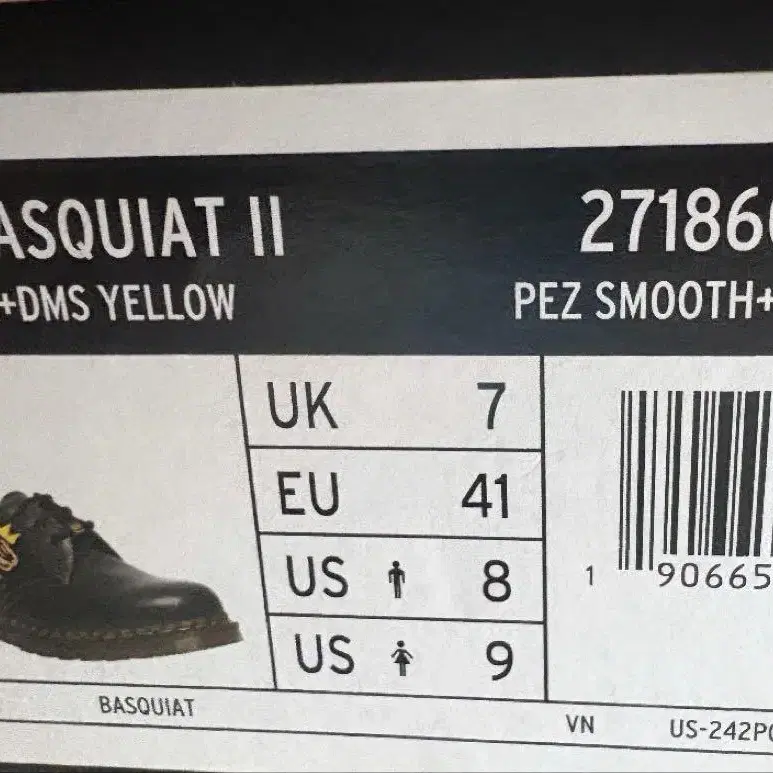 ASQUIAT II 27186
+DMS YELLOW PEZ SMOOTH+
UK 7
EU 41
US 8
US 9
1 90665
BASQUIAT
VN US-242P